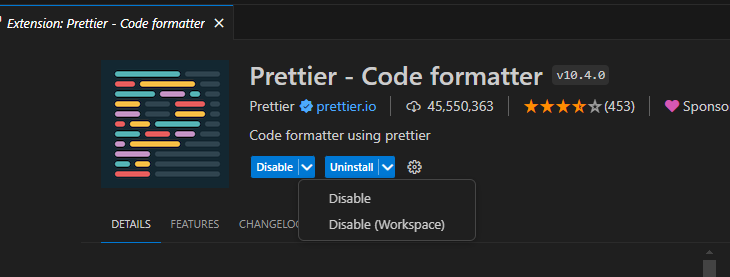 Extension: Prettier - Code formatter
Prettier - Code formatter v10.4.0
Prettier prettier.io 45,550,363 (453) Sponso
Code formatter using prettier
Disable Uninstall
Disable
Disable (Workspace)
DETAILS FEATURES CHANGELOG